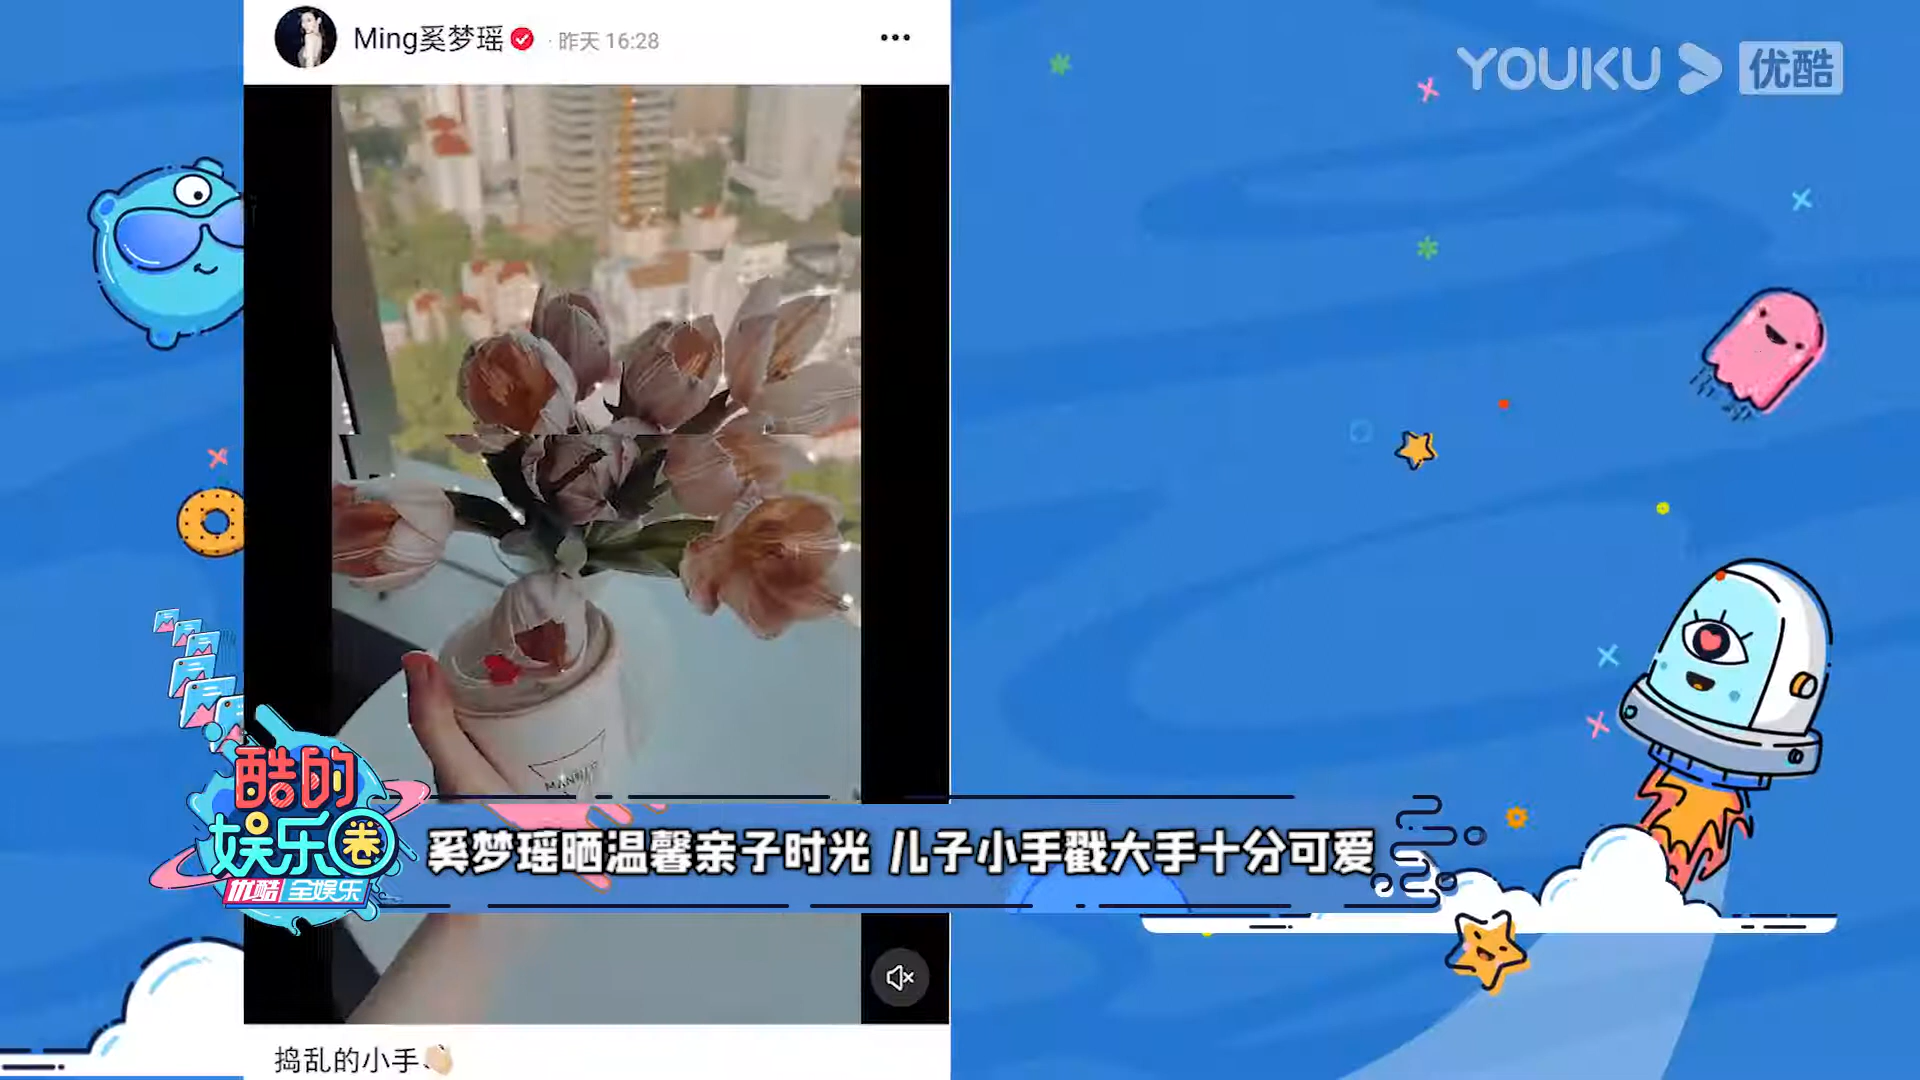 Ming奚梦瑶 · 昨天 16:28
YOUKU 优酷
酷的
娱乐圈
优酷 全娱乐
奚梦瑶晒温馨亲子时光 儿子小手戳大手十分可爱
捣乱的小手